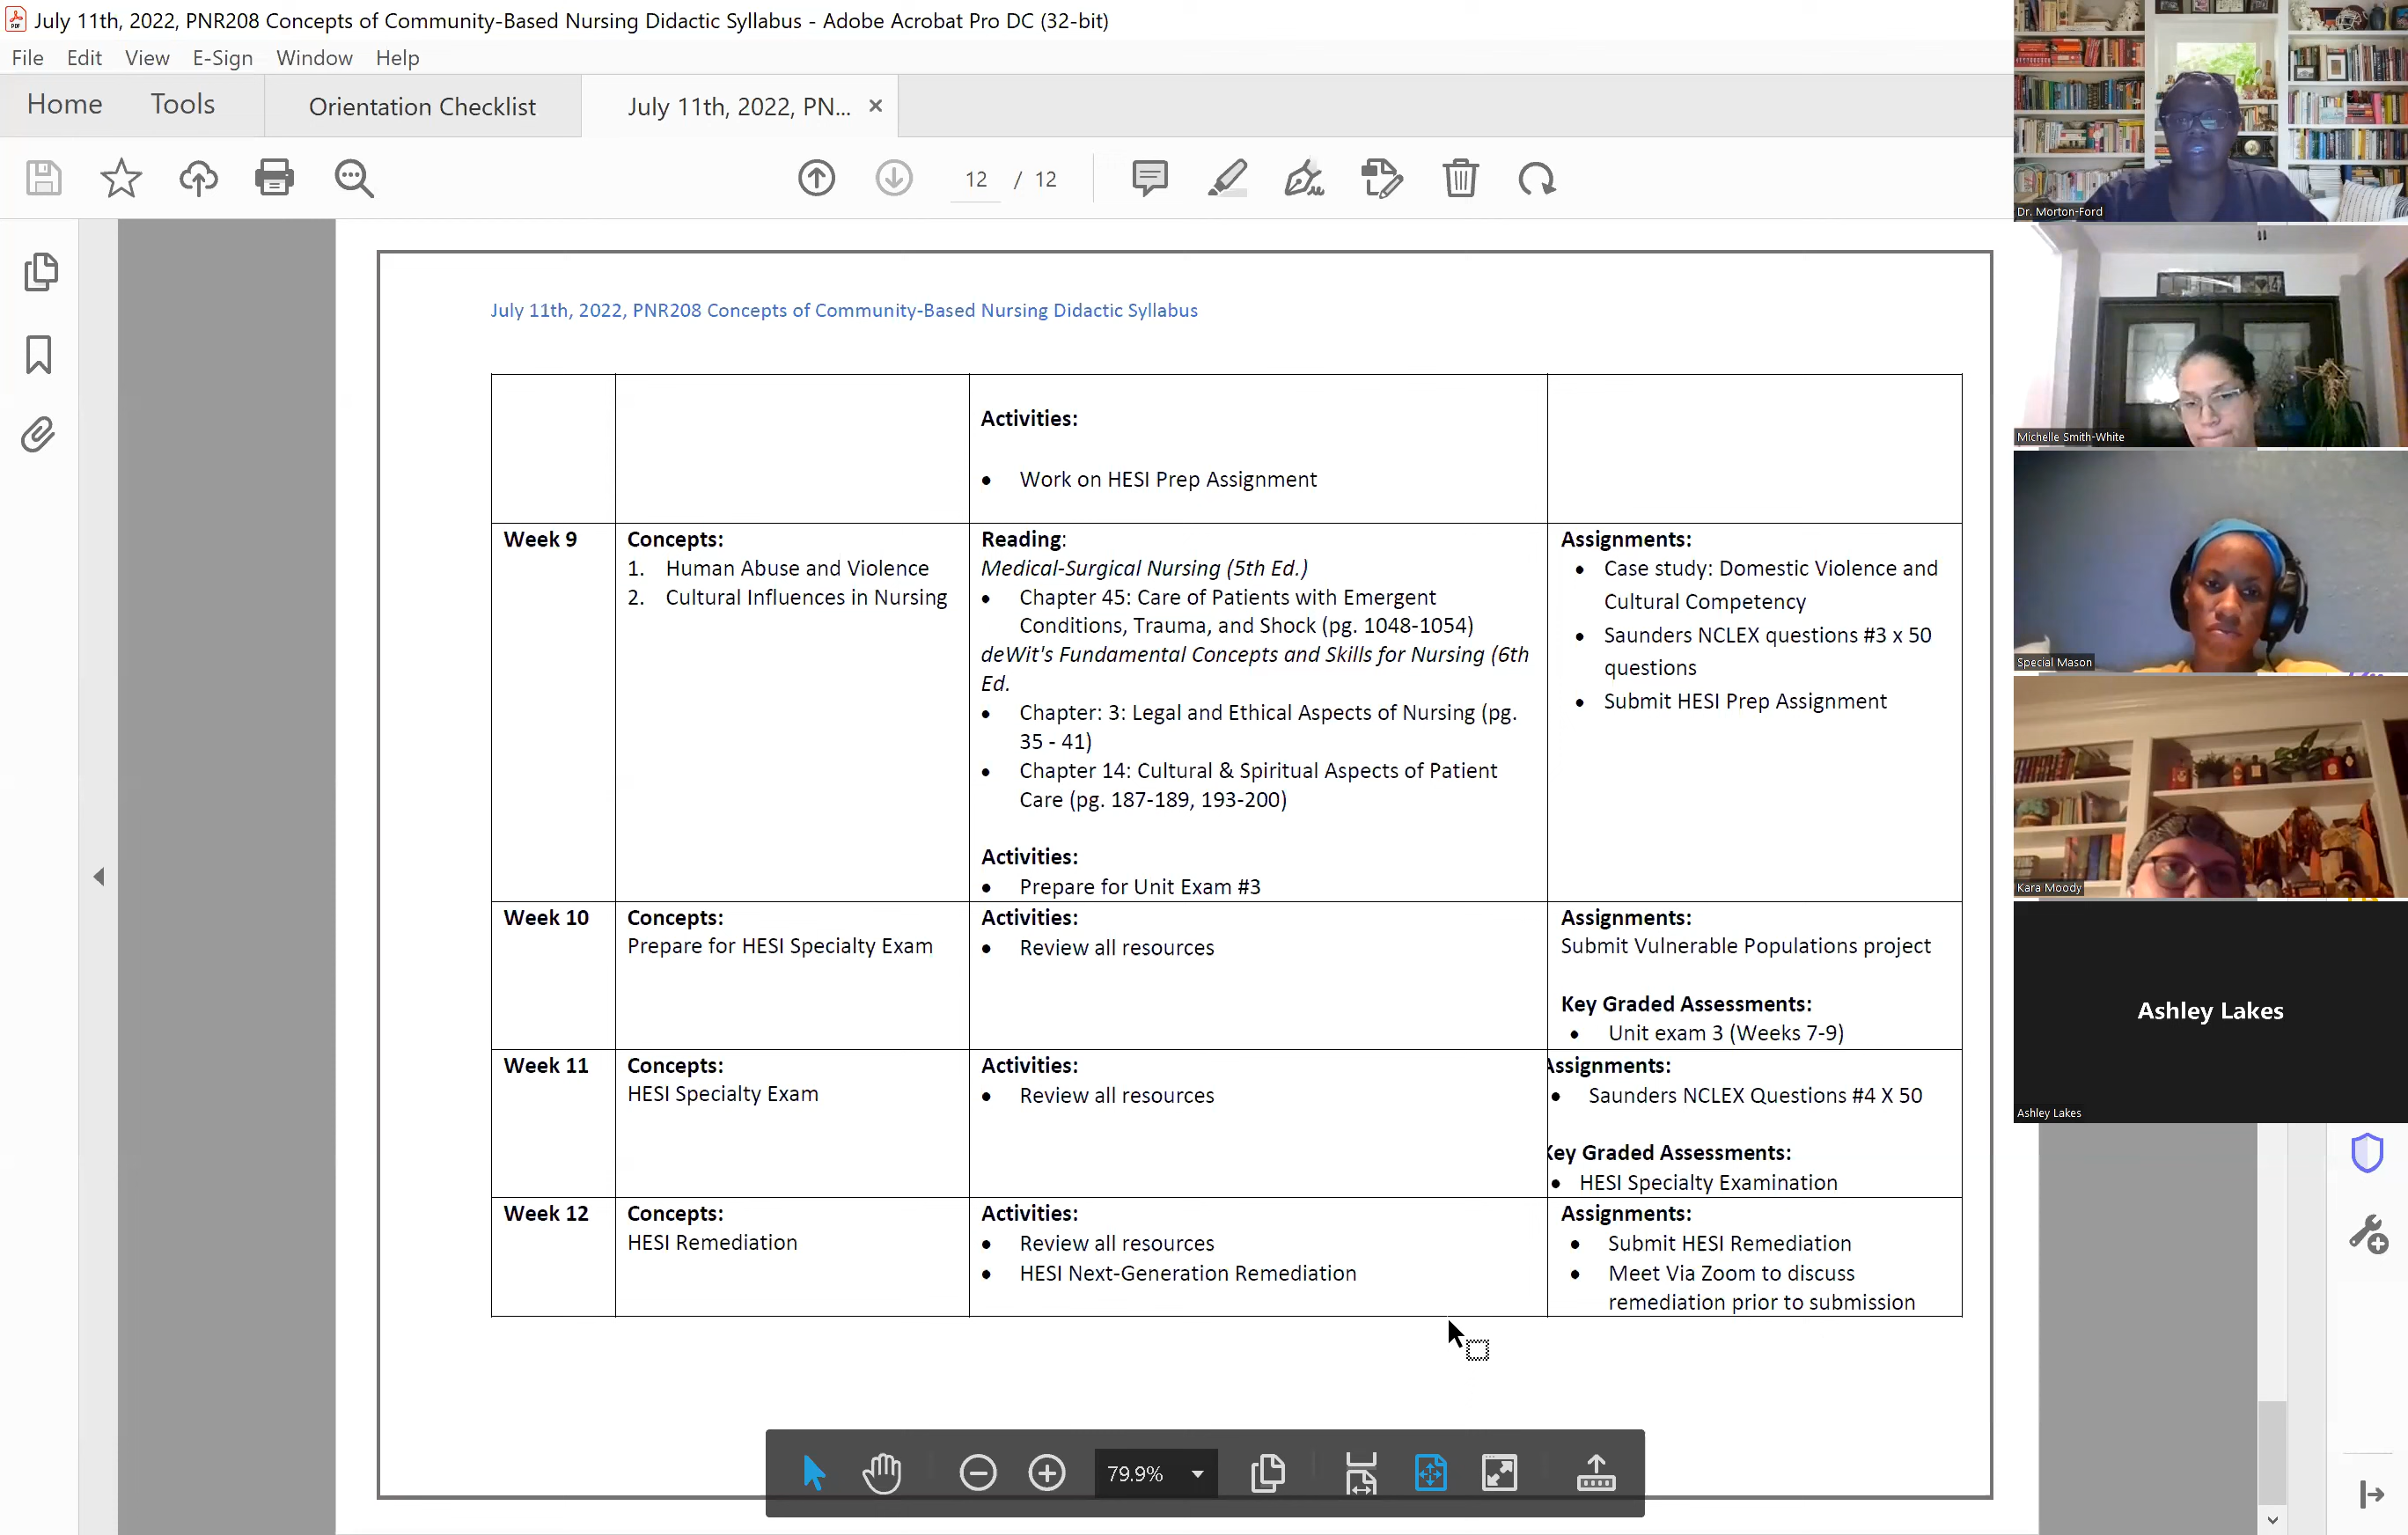 July 11th, 2022, PNR208 Concepts of Community-Based Nursing Didactic Syllabus - Adobe Acrobat Pro DC (32-bit)
File Edit View E-Sign Window Help
Home Tools Orientation Checklist July 11th, 2022, PN... ×
12 / 12
July 11th, 2022, PNR208 Concepts of Community-Based Nursing Didactic Syllabus
Activities:
• Work on HESI Prep Assignment
Week 9
Concepts:
1. Human Abuse and Violence
2. Cultural Influences in Nursing
Reading:
Medical-Surgical Nursing (5th Ed.)
• Chapter 45: Care of Patients with Emergent
Conditions, Trauma, and Shock (pg. 1048-1054)
deWit's Fundamental Concepts and Skills for Nursing (6th
Ed.
• Chapter: 3: Legal and Ethical Aspects of Nursing (pg.
35 - 41)
• Chapter 14: Cultural & Spiritual Aspects of Patient
Care (pg. 187-189, 193-200)
Activities:
• Prepare for Unit Exam #3
Assignments:
• Case study: Domestic Violence and
Cultural Competency
• Saunders NCLEX questions #3 x 50
questions
• Submit HESI Prep Assignment
Week 10
Concepts:
Prepare for HESI Specialty Exam
Activities:
• Review all resources
Assignments:
Submit Vulnerable Populations project
Key Graded Assessments:
• Unit exam 3 (Weeks 7-9)
Week 11
Concepts:
HESI Specialty Exam
Activities:
• Review all resources
Assignments:
• Saunders NCLEX Questions #4 X 50
Key Graded Assessments:
• HESI Specialty Examination
Week 12
Concepts:
HESI Remediation
Activities:
• Review all resources
• HESI Next-Generation Remediation
Assignments:
• Submit HESI Remediation
• Meet Via Zoom to discuss
remediation prior to submission
79.9%
Dr. Morton-Ford
Michelle Smith-White
Special Mason
Kara Moody
Ashley Lakes
Ashley Lakes